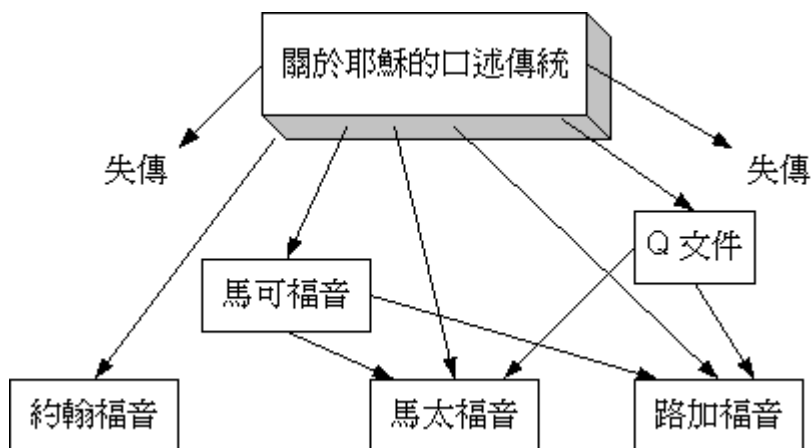 關於耶穌的口述傳統
失傳
失傳
Q 文件
馬可福音
約翰福音
馬太福音
路加福音